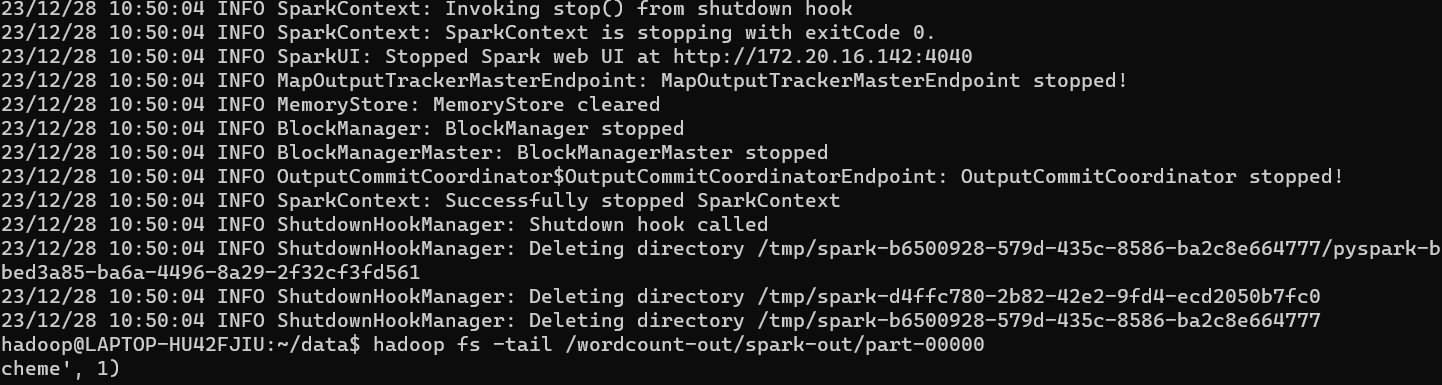 23/12/28 10:50:04 INFO SparkContext: Invoking stop() from shutdown hook
23/12/28 10:50:04 INFO SparkContext: SparkContext is stopping with exitCode 0.
23/12/28 10:50:04 INFO SparkUI: Stopped Spark web UI at http://172.20.16.142:4040
23/12/28 10:50:04 INFO MapOutputTrackerMasterEndpoint: MapOutputTrackerMasterEndpoint stopped!
23/12/28 10:50:04 INFO MemoryStore: MemoryStore cleared
23/12/28 10:50:04 INFO BlockManager: BlockManager stopped
23/12/28 10:50:04 INFO BlockManagerMaster: BlockManagerMaster stopped
23/12/28 10:50:04 INFO OutputCommitCoordinator$OutputCommitCoordinatorEndpoint: OutputCommitCoordinator stopped!
23/12/28 10:50:04 INFO SparkContext: Successfully stopped SparkContext
23/12/28 10:50:04 INFO ShutdownHookManager: Shutdown hook called
23/12/28 10:50:04 INFO ShutdownHookManager: Deleting directory /tmp/spark-b6500928-579d-435c-8586-ba2c8e664777/pyspark-b
bed3a85-ba6a-4496-8a29-2f32cf3fd561
23/12/28 10:50:04 INFO ShutdownHookManager: Deleting directory /tmp/spark-d4ffc780-2b82-42e2-9fd4-ecd2050b7fc0
23/12/28 10:50:04 INFO ShutdownHookManager: Deleting directory /tmp/spark-b6500928-579d-435c-8586-ba2c8e664777
hadoop@LAPTOP-HU42FJIU:~/data$ hadoop fs -tail /wordcount-out/spark-out/part-00000
cheme', 1)